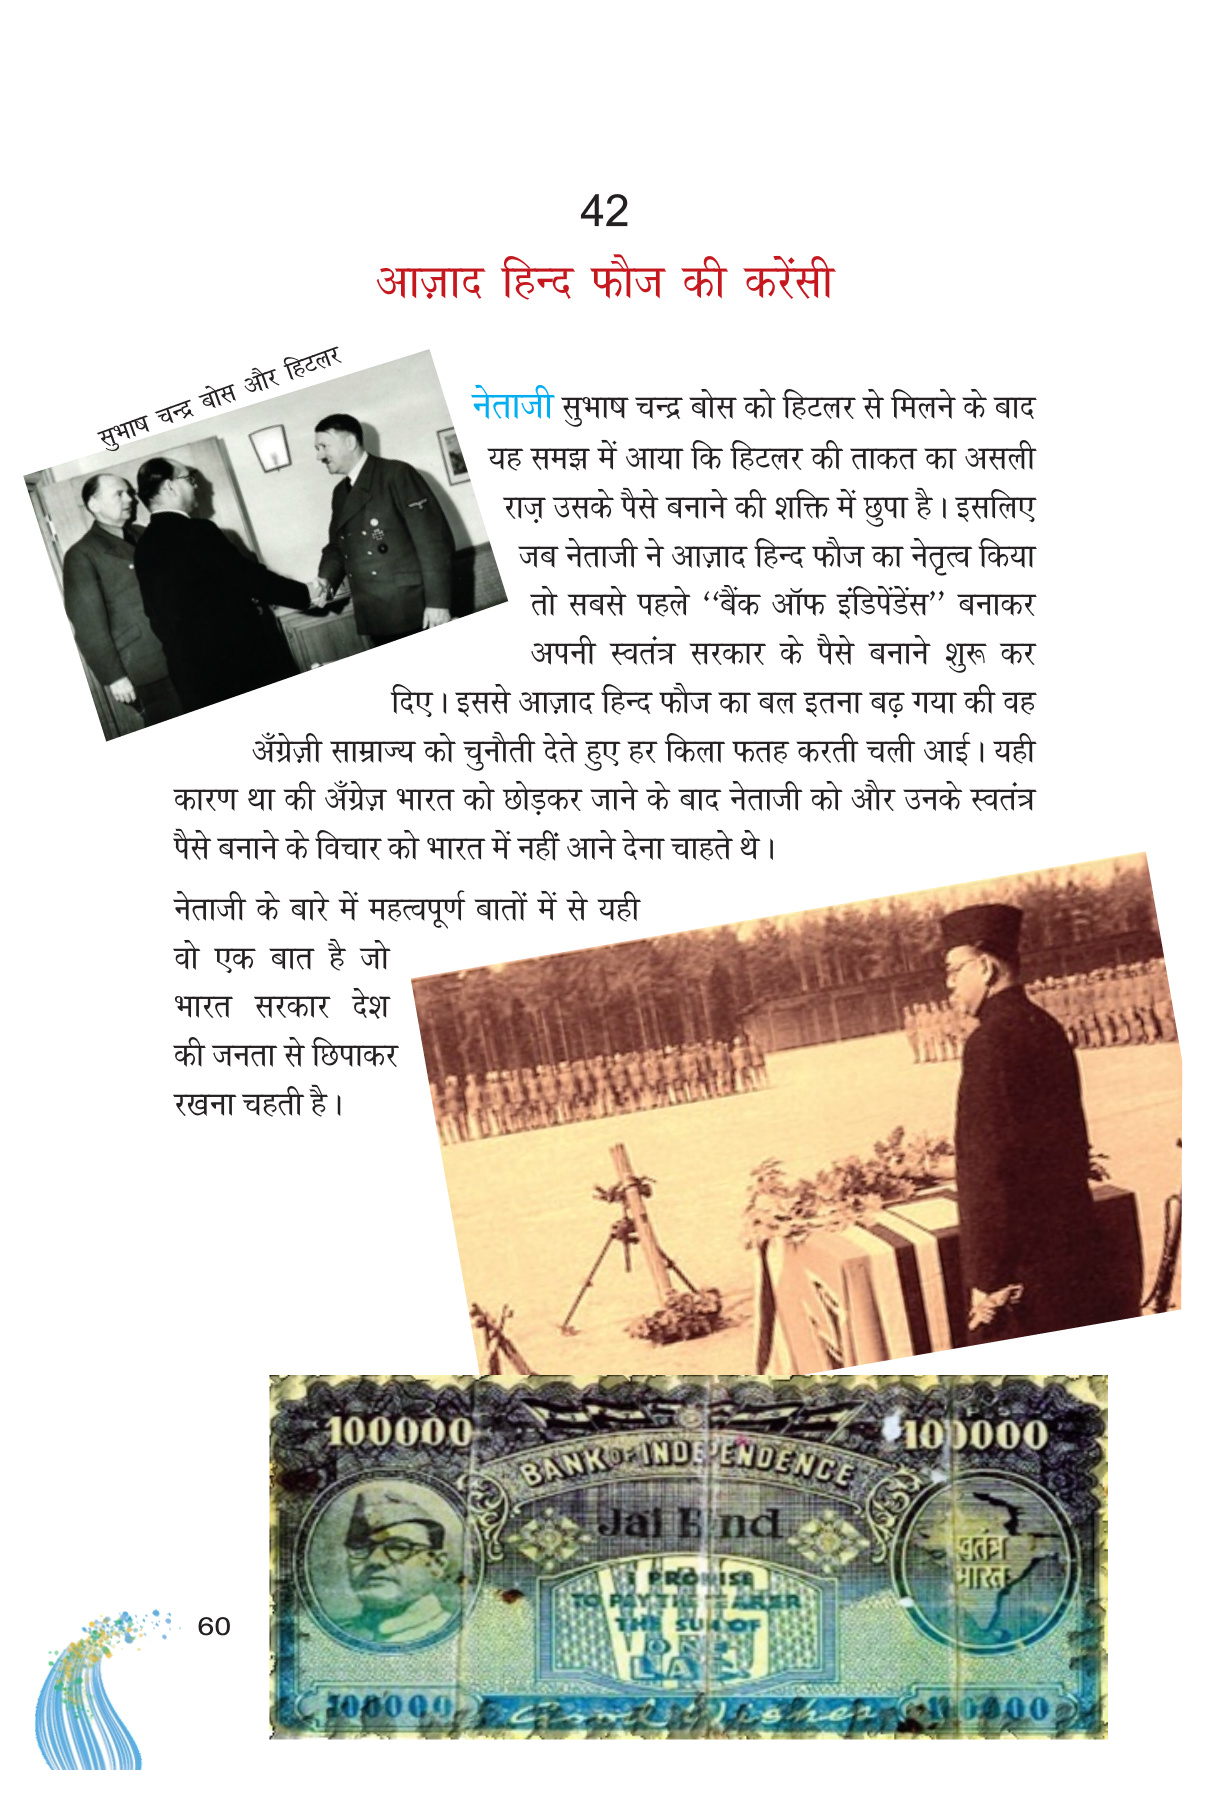 42
आज़ाद हिन्द फौज की करेंसी
सुभाष चन्द्र बोस और हिटलर
नेताजी सुभाष चन्द्र बोस को हिटलर से मिलने के बाद
यह समझ में आया कि हिटलर की ताकत का असली
राज़ उसके पैसे बनाने की शक्ति में छुपा है। इसलिए
जब नेताजी ने आज़ाद हिन्द फौज का नेतृत्व किया
तो सबसे पहले ‘‘बैंक ऑफ इंडिपेंडेंस’’ बनाकर
अपनी स्वतंत्र सरकार के पैसे बनाने शुरू कर
दिए। इससे आज़ाद हिन्द फौज का बल इतना बढ़ गया की वह
अँग्रेज़ी साम्राज्य को चुनौती देते हुए हर किला फतह करती चली आई। यही
कारण था की अँग्रेज़ भारत को छोड़कर जाने के बाद नेताजी को और उनके स्वतंत्र
पैसे बनाने के विचार को भारत में नहीं आने देना चाहते थे।
नेताजी के बारे में महत्वपूर्ण बातों में से यही
वो एक बात है जो
भारत सरकार देश
की जनता से छिपाकर
रखना चहती है।
100000 100000
BANK OF INDEPENDENCE
Jai Hind
स्वतंत्र
भारत
I PROMISE
TO PAY THE BEARER
THE SUM OF
ONE
LAKH
100000 100000
Good Wishes
60